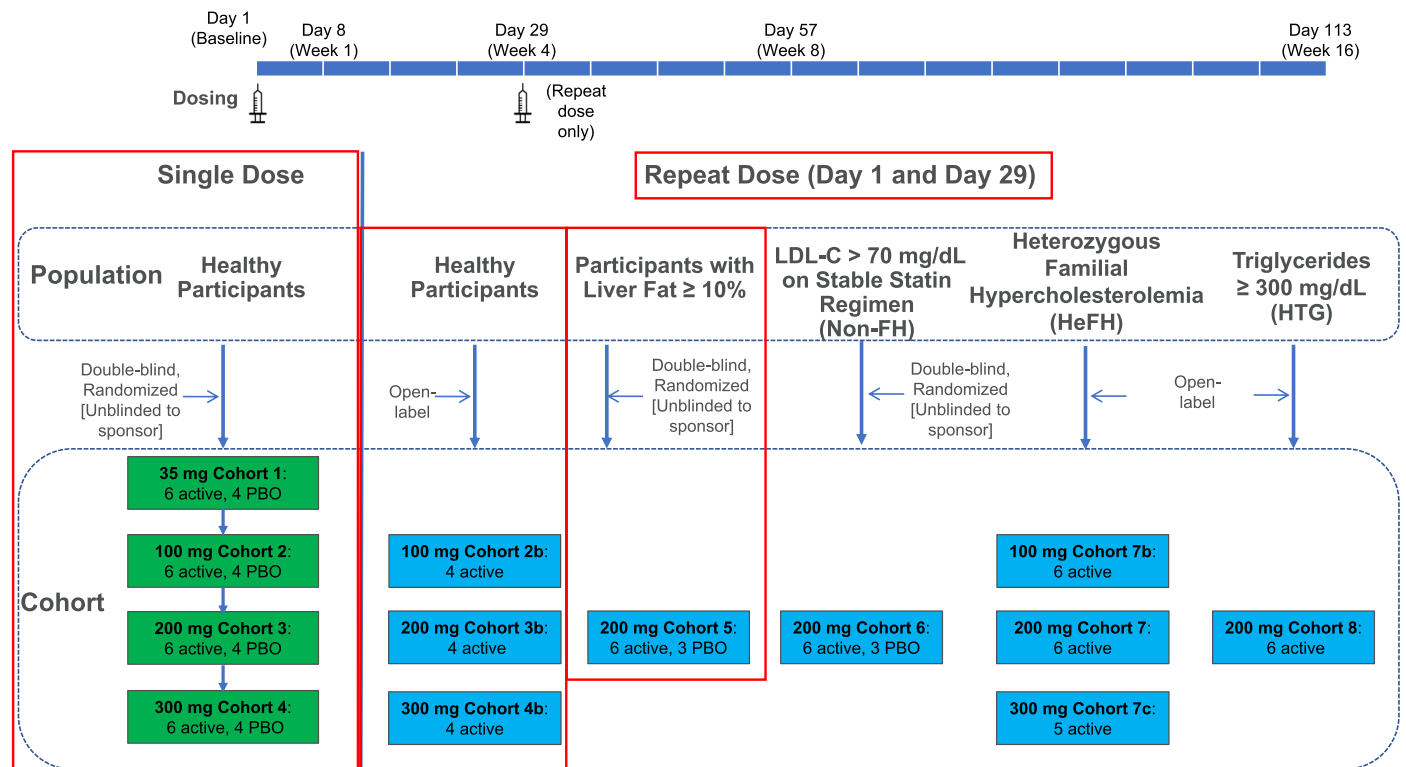 Day 1
(Baseline)
Day 8
(Week 1)
Day 29
(Week 4)
Day 57
(Week 8)
Day 113
(Week 16)
Dosing
(Repeat
dose
only)
Single Dose
Repeat Dose (Day 1 and Day 29)
Population
Healthy
Participants
Healthy
Participants
Participants with
Liver Fat ≥ 10%
LDL-C > 70 mg/dL
on Stable Statin
Regimen
(Non-FH)
Heterozygous
Familial
Hypercholesterolemia
(HeFH)
Triglycerides
≥ 300 mg/dL
(HTG)
Double-blind,
Randomized
[Unblinded to
sponsor]
Open-
label
Double-blind,
Randomized
[Unblinded to
sponsor]
Double-blind,
Randomized
[Unblinded to
sponsor]
Open-
label
Cohort
35 mg Cohort 1:
6 active, 4 PBO
100 mg Cohort 2:
6 active, 4 PBO
100 mg Cohort 2b:
4 active
100 mg Cohort 7b:
6 active
200 mg Cohort 3:
6 active, 4 PBO
200 mg Cohort 3b:
4 active
200 mg Cohort 5:
6 active, 3 PBO
200 mg Cohort 6:
6 active, 3 PBO
200 mg Cohort 7:
6 active
200 mg Cohort 8:
6 active
300 mg Cohort 4:
6 active, 4 PBO
300 mg Cohort 4b:
4 active
300 mg Cohort 7c:
5 active